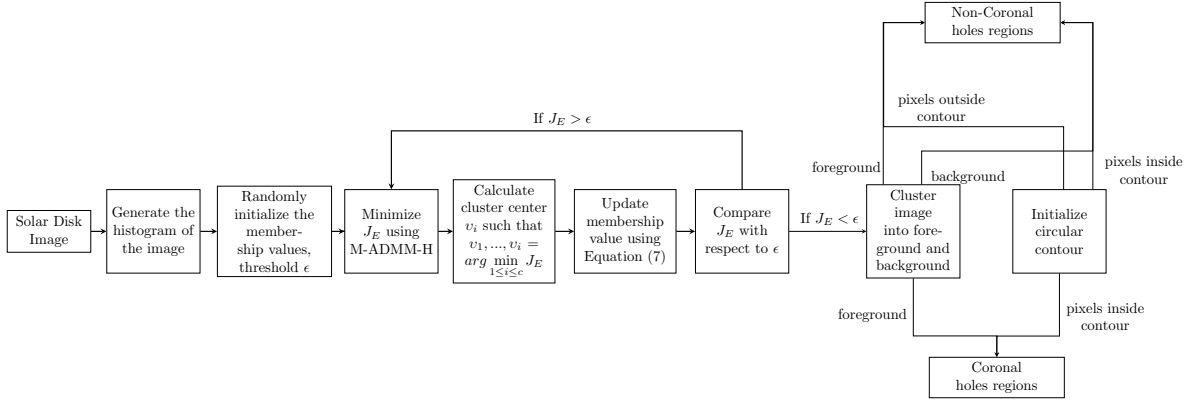 Solar Disk
Image
Generate the
histogram of
the image
Randomly
initialize the
member-
ship values,
threshold ϵ
Minimize
J_E using
M-ADMM-H
Calculate
cluster center
v_i such that
v_1, ..., v_i =
arg min J_E
1≤i≤c
Update
membership
value using
Equation (7)
Compare
J_E with
respect to ϵ
If J_E > ϵ
If J_E < ϵ
Cluster
image
into fore-
ground and
background
Initialize
circular
contour
Non-Coronal
holes regions
pixels outside
contour
foreground
background
pixels inside
contour
foreground
pixels inside
contour
Coronal
holes regions